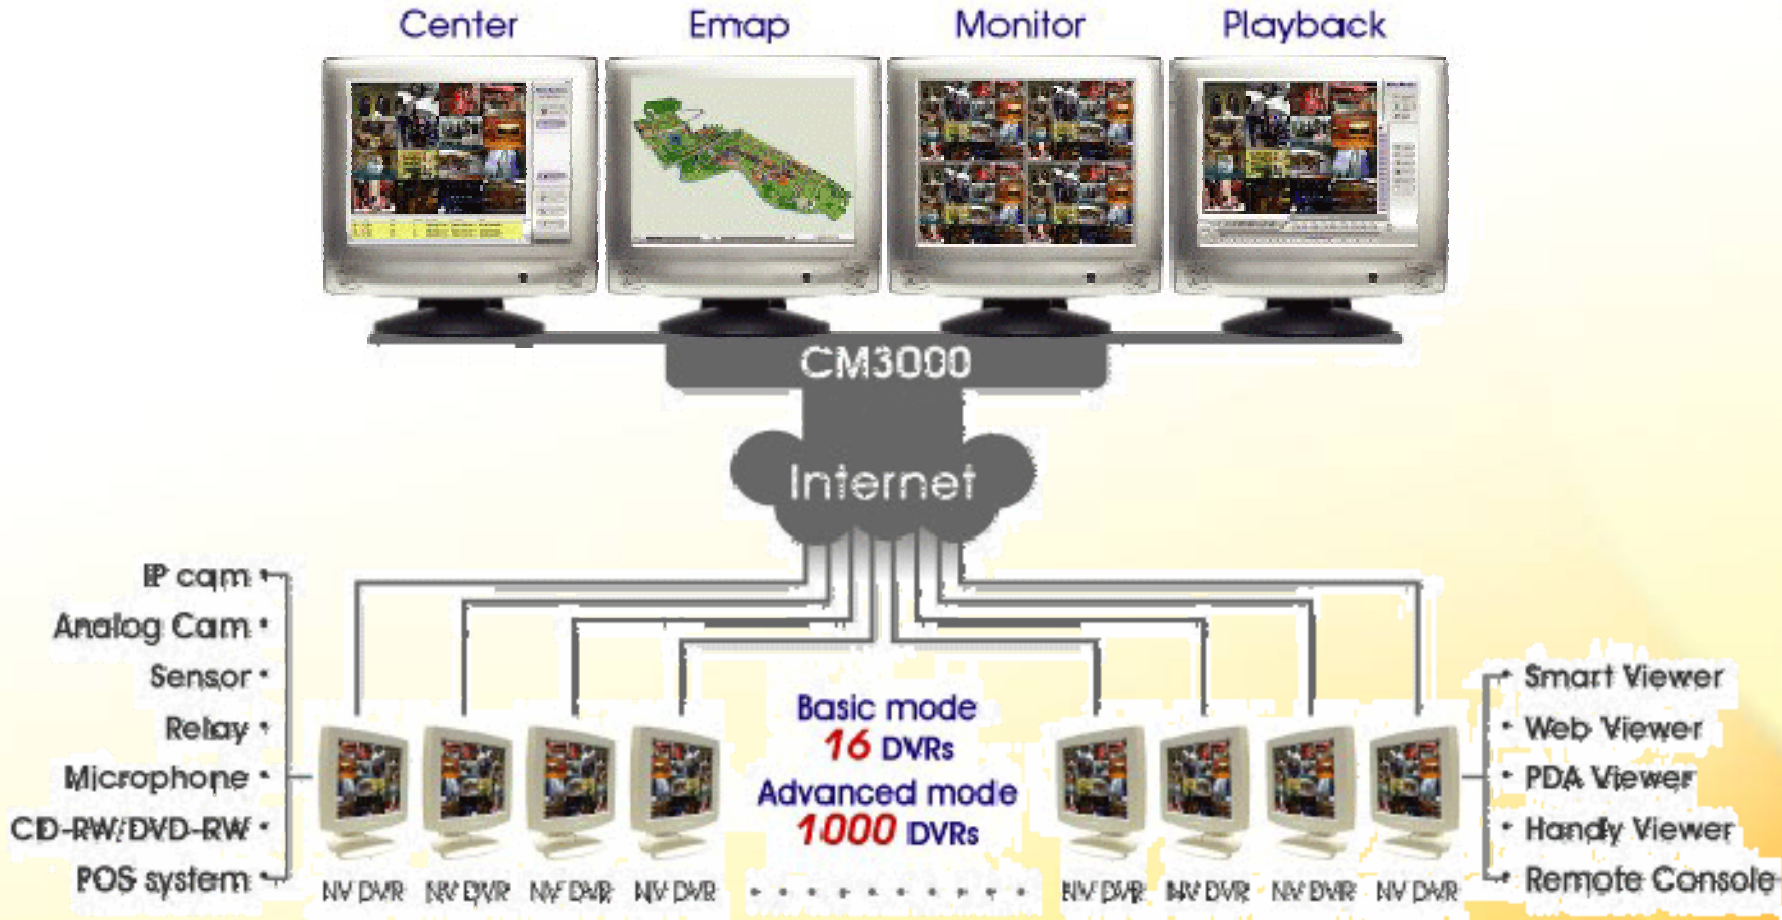 Center Emap Monitor Playback
CM3000
Internet
IP cam
Analog Cam
Sensor
Relay
Microphone
CD-RW/DVD-RW
POS system
Basic mode
16 DVRs
Advanced mode
1000 DVRs
Smart Viewer
Web Viewer
PDA Viewer
Handy Viewer
Remote Console
NV DVR NV DVR NV DVR NV DVR . . . . . . . . . . NV DVR NV DVR NV DVR NV DVR